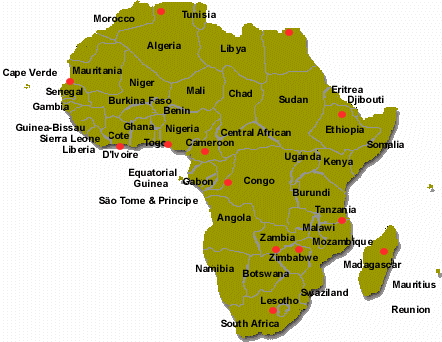 Morocco
Tunisia
Algeria
Libya
Cape Verde
Mauritania
Niger
Mali
Chad
Sudan
Eritrea
Djibouti
Senegal
Gambia
Burkina Faso
Benin
Guinea-Bissau
Sierra Leone
Liberia
Cote
D'Ivoire
Ghana
Togo
Nigeria
Cameroon
Central African
Ethiopia
Somalia
Uganda
Kenya
Equatorial
Guinea
Gabon
Congo
Burundi
São Tome & Principe
Tanzania
Angola
Malawi
Zambia
Mozambique
Zimbabwe
Madagascar
Namibia
Botswana
Mauritius
Swaziland
Lesotho
Reunion
South Africa